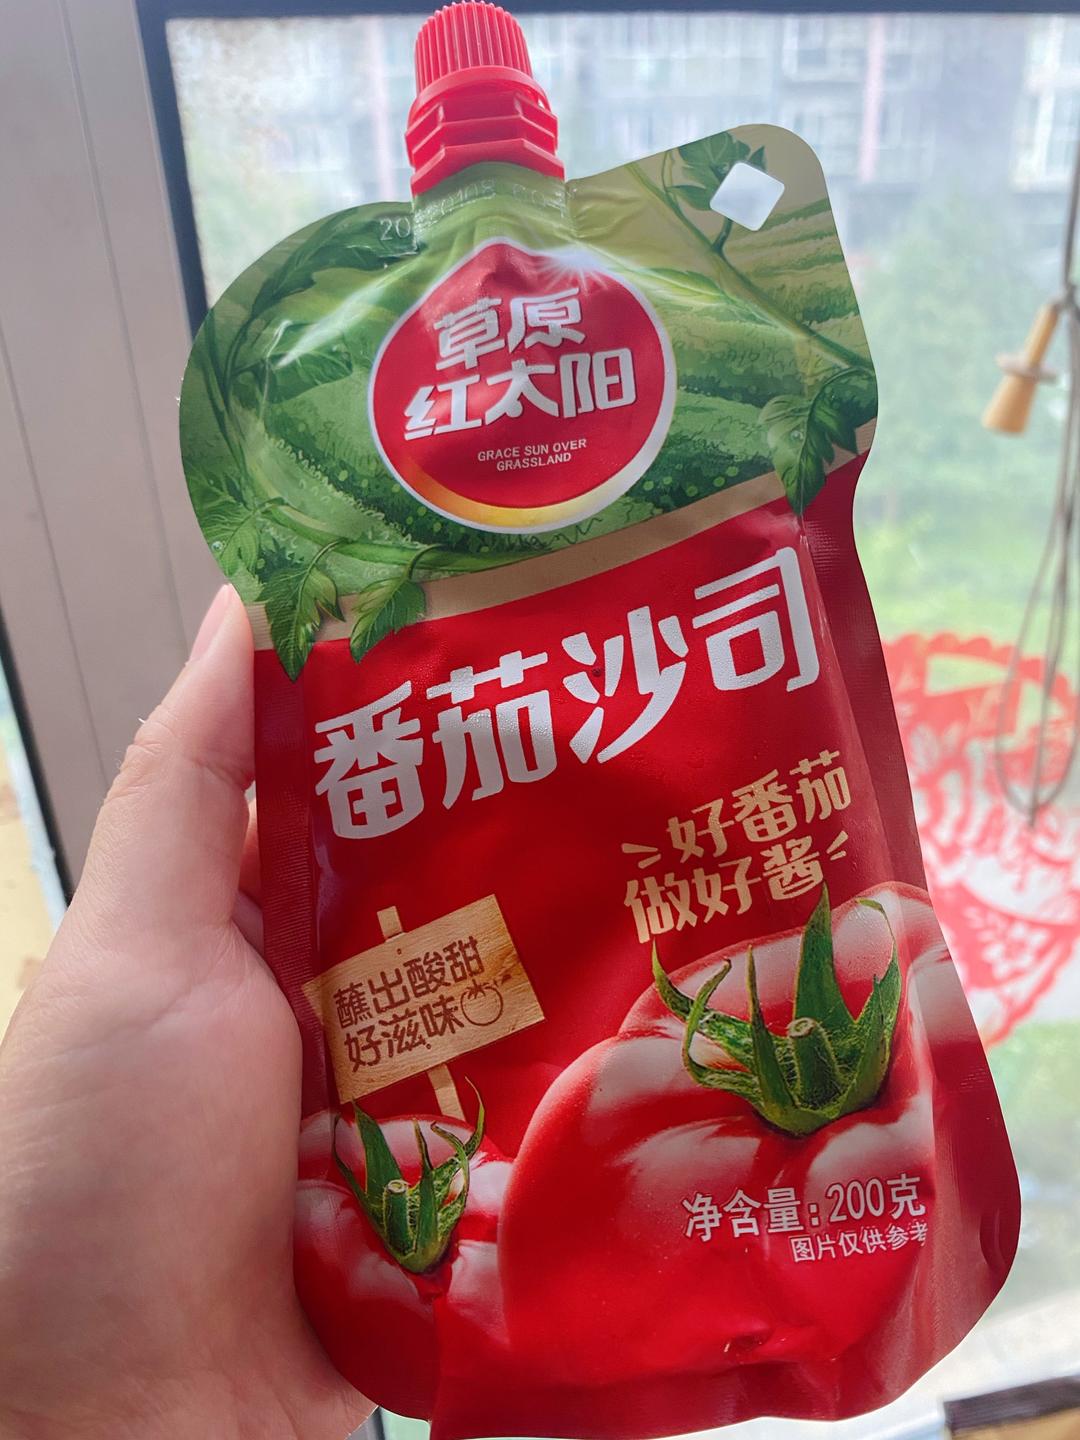 草原
红太阳
GRACE SUN OVER
GRASSLAND
番茄沙司
好番茄
做好酱
蘸出酸甜
好滋味
净含量:200克
图片仅供参考